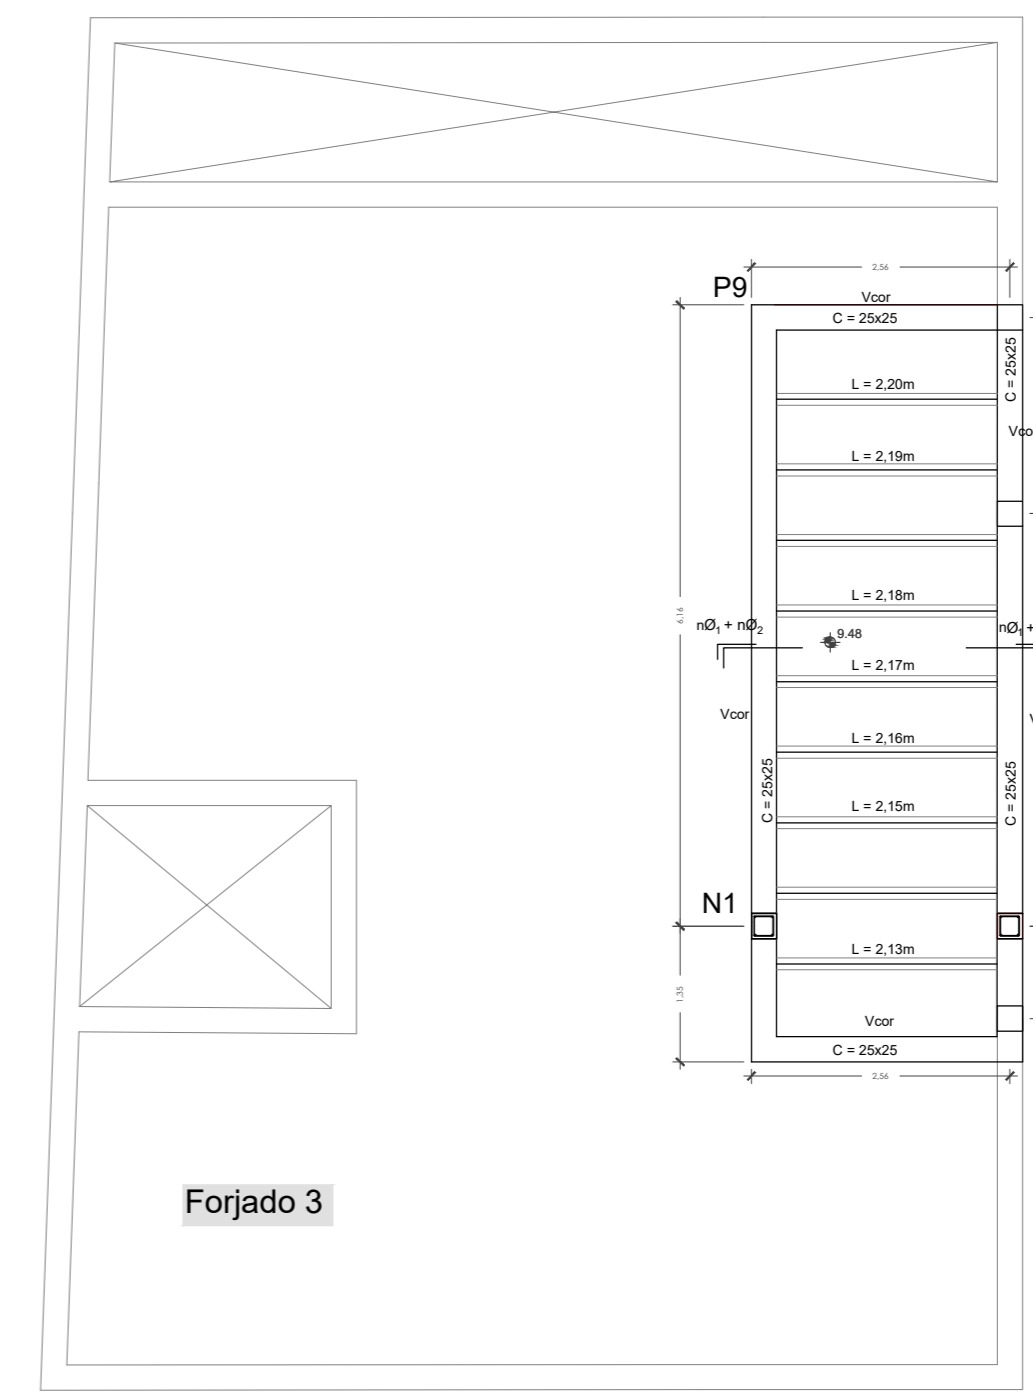 2,56
P9
Vcor
C = 25x25
C = 25x25
L = 2,20m
Vco
L = 2,19m
L = 2,18m
6,16
nØ1 + nØ2
9.48
nØ1 +
L = 2,17m
Vcor
L = 2,16m
C = 25x25
C = 25x25
L = 2,15m
N1
L = 2,13m
1,35
Vcor
C = 25x25
2,56
Forjado 3